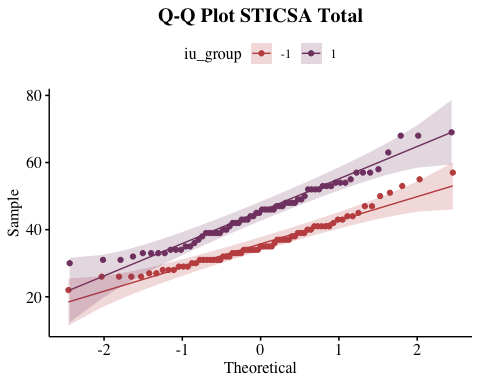 Q-Q Plot STICSA Total
iu_group -1 1
80
60
40
20
Sample
-2 -1 0 1 2
Theoretical